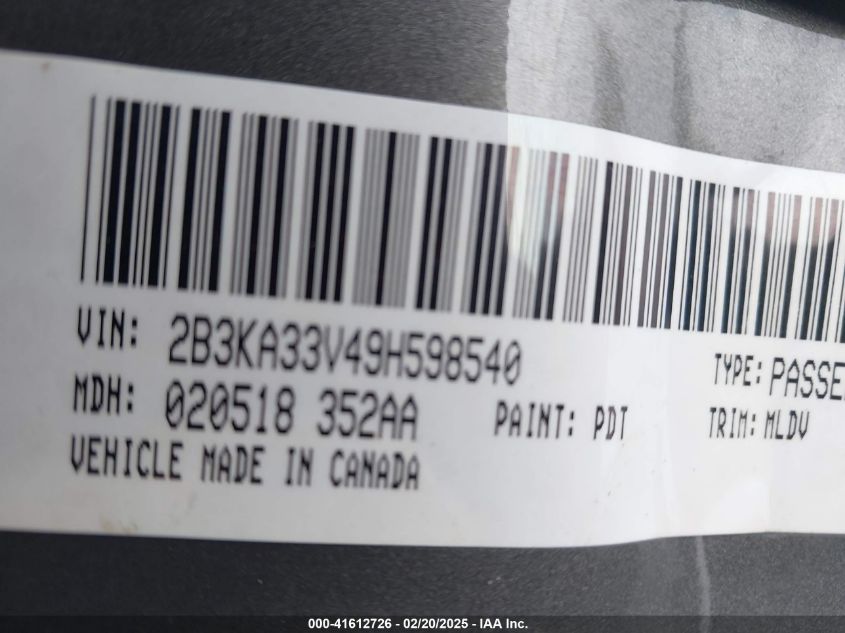 VIN: 2B3KA33V49H598540 TYPE: PASSE
MDH: 020518 352AA PAINT: PDT TRIM: MLDV
VEHICLE MADE IN CANADA
000-41612726 - 02/20/2025 - IAA Inc.